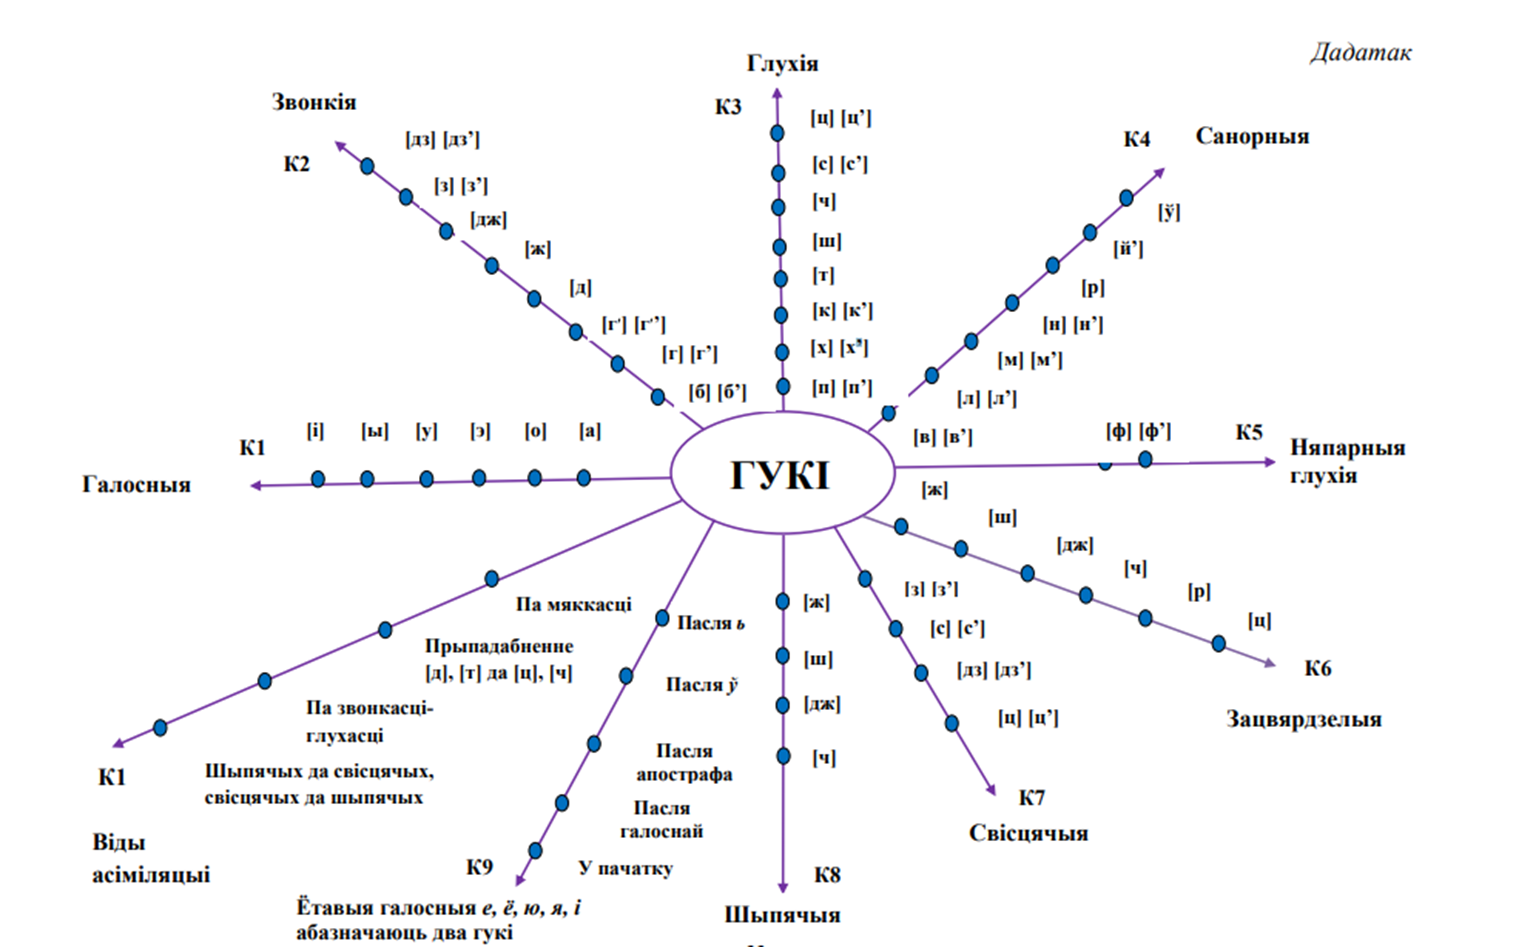 Дадатак
Глухія
К3
[ц] [ц’]
[с] [с’]
[ч]
[ш]
[т]
[к] [к’]
[х] [х’]
[п] [п’]
Звонкія
К2
[дз] [дз’]
[з] [з’]
[дж]
[ж]
[д]
[г'] [г'’]
[г] [г’]
[б] [б’]
К4
Санорныя
[ў]
[й’]
[р]
[н] [н’]
[м] [м’]
[л] [л’]
[в] [в’]
К1
Галосныя
[і]
[ы]
[у]
[э]
[о]
[а]
ГУКІ
[ф] [ф’]
К5
Няпарныя
глухія
[ж]
[ш]
[дж]
[ч]
[р]
[ц]
К6
Зацвярдзелыя
[з] [з’]
[с] [с’]
[дз] [дз’]
[ц] [ц’]
К7
Свісцячыя
[ж]
[ш]
[дж]
[ч]
К8
Шыпячыя
Пасля ь
Пасля ў
Пасля
апострафа
Пасля
галоснай
У пачатку
К9
Ётавыя галосныя е, ё, ю, я, і
абазначаюць два гукі
Па мяккасці
Прыпадабненне
[д], [т] да [ц], [ч]
Па звонкасці-
глухасці
Шыпячых да свісцячых,
свісцячых да шыпячых
К1
Віды
асіміляцыі